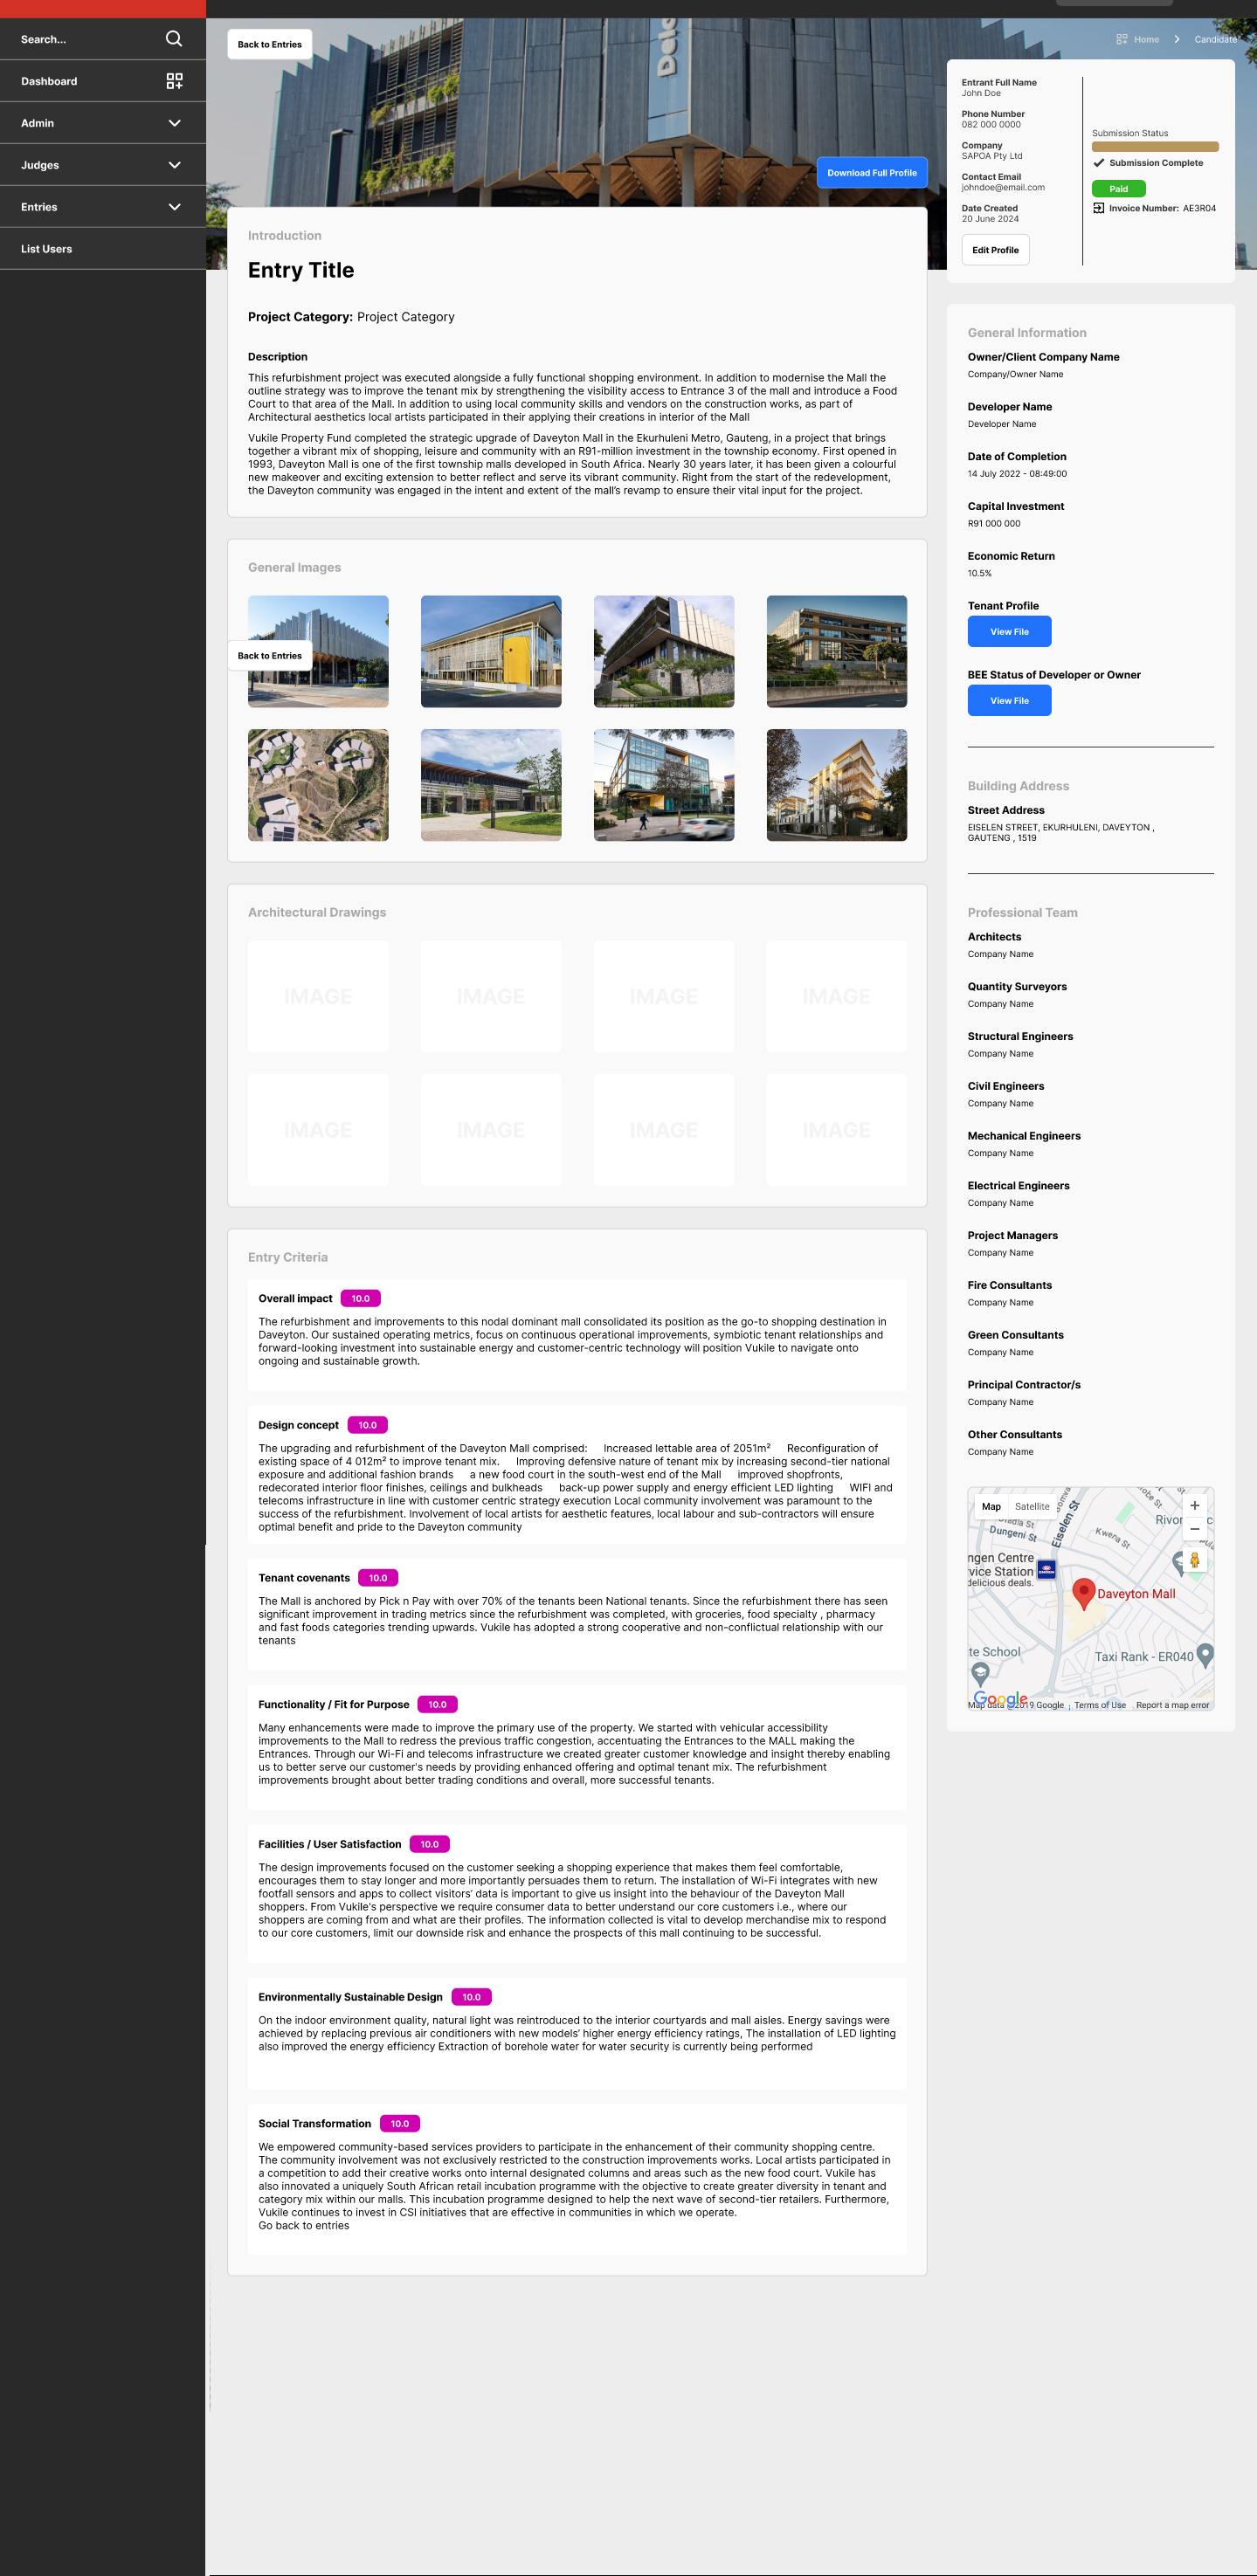 Search...
Dashboard
Admin
Judges
Entries
List Users
Back to Entries
Home
Candidate
Download Full Profile
Entrant Full Name
John Doe
Phone Number
082 000 0000
Company
SAPOA Pty Ltd
Contact Email
johndoe@email.com
Date Created
20 June 2024
Edit Profile
Submission Status
Submission Complete
Paid
Invoice Number: AE3R04
Introduction
Entry Title
Project Category: Project Category
Description
This refurbishment project was executed alongside a fully functional shopping environment. In addition to modernise the Mall the
outline strategy was to improve the tenant mix by strengthening the visibility access to Entrance 3 of the mall and introduce a Food
Court to that area of the Mall. In addition to using local community skills and vendors on the construction works, as part of
Architectural aesthetics local artists participated in their applying their creations in interior of the Mall
Vukile Property Fund completed the strategic upgrade of Daveyton Mall in the Ekurhuleni Metro, Gauteng, in a project that brings
together a vibrant mix of shopping, leisure and community with an R91-million investment in the township economy. First opened in
1993, Daveyton Mall is one of the first township malls developed in South Africa. Nearly 30 years later, it has been given a colourful
new makeover and exciting extension to better reflect and serve its vibrant community. Right from the start of the redevelopment,
the Daveyton community was engaged in the intent and extent of the mall's revamp to ensure their vital input for the project.
General Images
Back to Entries
Architectural Drawings
IMAGE
IMAGE
IMAGE
IMAGE
IMAGE
IMAGE
IMAGE
IMAGE
Entry Criteria
Overall impact 10.0
The refurbishment and improvements to this nodal dominant mall consolidated its position as the go-to shopping destination in
Daveyton. Our sustained operating metrics, focus on continuous operational improvements, symbiotic tenant relationships and
forward-looking investment into sustainable energy and customer-centric technology will position Vukile to navigate onto
ongoing and sustainable growth.
Design concept 10.0
The upgrading and refurbishment of the Daveyton Mall comprised: Increased lettable area of 2051m² Reconfiguration of
existing space of 4 012m² to improve tenant mix. Improving defensive nature of tenant mix by increasing second-tier national
exposure and additional fashion brands a new food court in the south-west end of the Mall improved shopfronts,
redecorated interior floor finishes, ceilings and bulkheads back-up power supply and energy efficient LED lighting WIFI and
telecoms infrastructure in line with customer centric strategy execution Local community involvement was paramount to the
success of the refurbishment. Involvement of local artists for aesthetic features, local labour and sub-contractors will ensure
optimal benefit and pride to the Daveyton community
Tenant covenants 10.0
The Mall is anchored by Pick n Pay with over 70% of the tenants been National tenants. Since the refurbishment there has seen
significant improvement in trading metrics since the refurbishment was completed, with groceries, food specialty , pharmacy
and fast foods categories trending upwards. Vukile has adopted a strong cooperative and non-conflictual relationship with our
tenants
Functionality / Fit for Purpose 10.0
Many enhancements were made to improve the primary use of the property. We started with vehicular accessibility
improvements to the Mall to redress the previous traffic congestion, accentuating the Entrances to the MALL making the
Entrances. Through our Wi-Fi and telecoms infrastructure we created greater customer knowledge and insight thereby enabling
us to better serve our customer's needs by providing enhanced offering and optimal tenant mix. The refurbishment
improvements brought about better trading conditions and overall, more successful tenants.
Facilities / User Satisfaction 10.0
The design improvements focused on the customer seeking a shopping experience that makes them feel comfortable,
encourages them to stay longer and more importantly persuades them to return. The installation of Wi-Fi integrates with new
footfall sensors and apps to collect visitors' data is important to give us insight into the behaviour of the Daveyton Mall
shoppers. From Vukile's perspective we require consumer data to better understand our core customers i.e., where our
shoppers are coming from and what are their profiles. The information collected is vital to develop merchandise mix to respond
to our core customers, limit our downside risk and enhance the prospects of this mall continuing to be successful.
Environmentally Sustainable Design 10.0
On the indoor environment quality, natural light was reintroduced to the interior courtyards and mall aisles. Energy savings were
achieved by replacing previous air conditioners with new models' higher energy efficiency ratings, The installation of LED lighting
also improved the energy efficiency Extraction of borehole water for water security is currently being performed
Social Transformation 10.0
We empowered community-based services providers to participate in the enhancement of their community shopping centre.
The community involvement was not exclusively restricted to the construction improvements works. Local artists participated in
a competition to add their creative works onto internal designated columns and areas such as the new food court. Vukile has
also innovated a uniquely South African retail incubation programme with the objective to create greater diversity in tenant and
category mix within our malls. This incubation programme designed to help the next wave of second-tier retailers. Furthermore,
Vukile continues to invest in CSI initiatives that are effective in communities in which we operate.
Go back to entries
General Information
Owner/Client Company Name
Company/Owner Name
Developer Name
Developer Name
Date of Completion
14 July 2022 - 08:49:00
Capital Investment
R91 000 000
Economic Return
10.5%
Tenant Profile
View File
BEE Status of Developer or Owner
View File
Building Address
Street Address
EISELEN STREET, EKURHULENI, DAVEYTON ,
GAUTENG , 1519
Professional Team
Architects
Company Name
Quantity Surveyors
Company Name
Structural Engineers
Company Name
Civil Engineers
Company Name
Mechanical Engineers
Company Name
Electrical Engineers
Company Name
Project Managers
Company Name
Fire Consultants
Company Name
Green Consultants
Company Name
Principal Contractor/s
Company Name
Other Consultants
Company Name
Map
Satellite
Dungeni St
Eiselen St
Kwena St
ngen Centre
vice Station
delicious deals.
Daveyton Mall
te School
Taxi Rank - ER040
Google
Map data ©2019 Google
Terms of Use
Report a map error